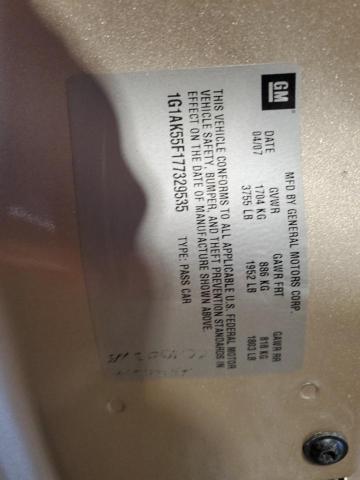 GM
MFD BY GENERAL MOTORS CORP.
DATE GVWR GAWR FRT GAWR RR
04/07 1704 KG 886 KG 818 KG
3755 LB 1952 LB 1803 LB
THIS VEHICLE CONFORMS TO ALL APPLICABLE U.S. FEDERAL MOTOR
VEHICLE SAFETY, BUMPER, AND THEFT PREVENTION STANDARDS IN
EFFECT ON THE DATE OF MANUFACTURE SHOWN ABOVE.
1G1AK55F177329535 TYPE: PASS CAR